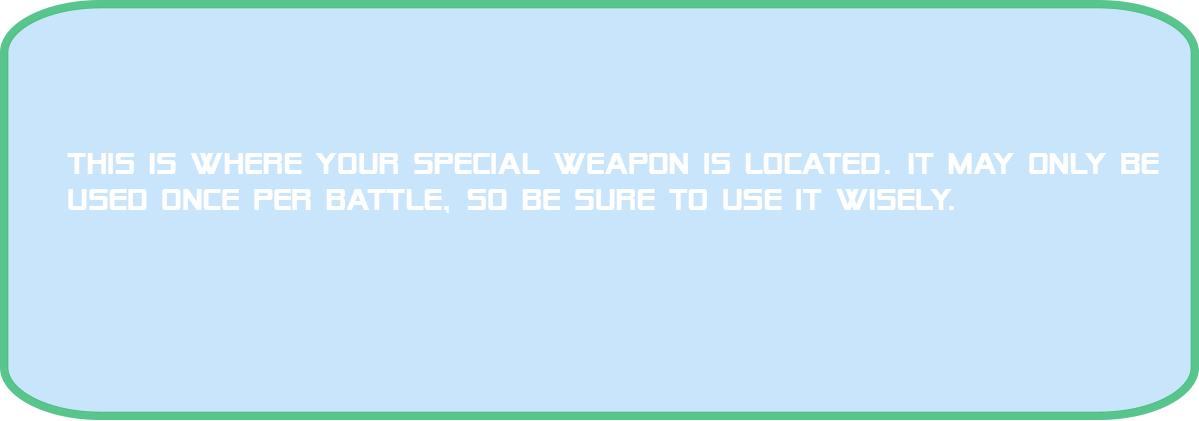 THIS IS WHERE YOUR SPECIAL WEAPON IS LOCATED. IT MAY ONLY BE
USED ONCE PER BATTLE, SO BE SURE TO USE IT WISELY.